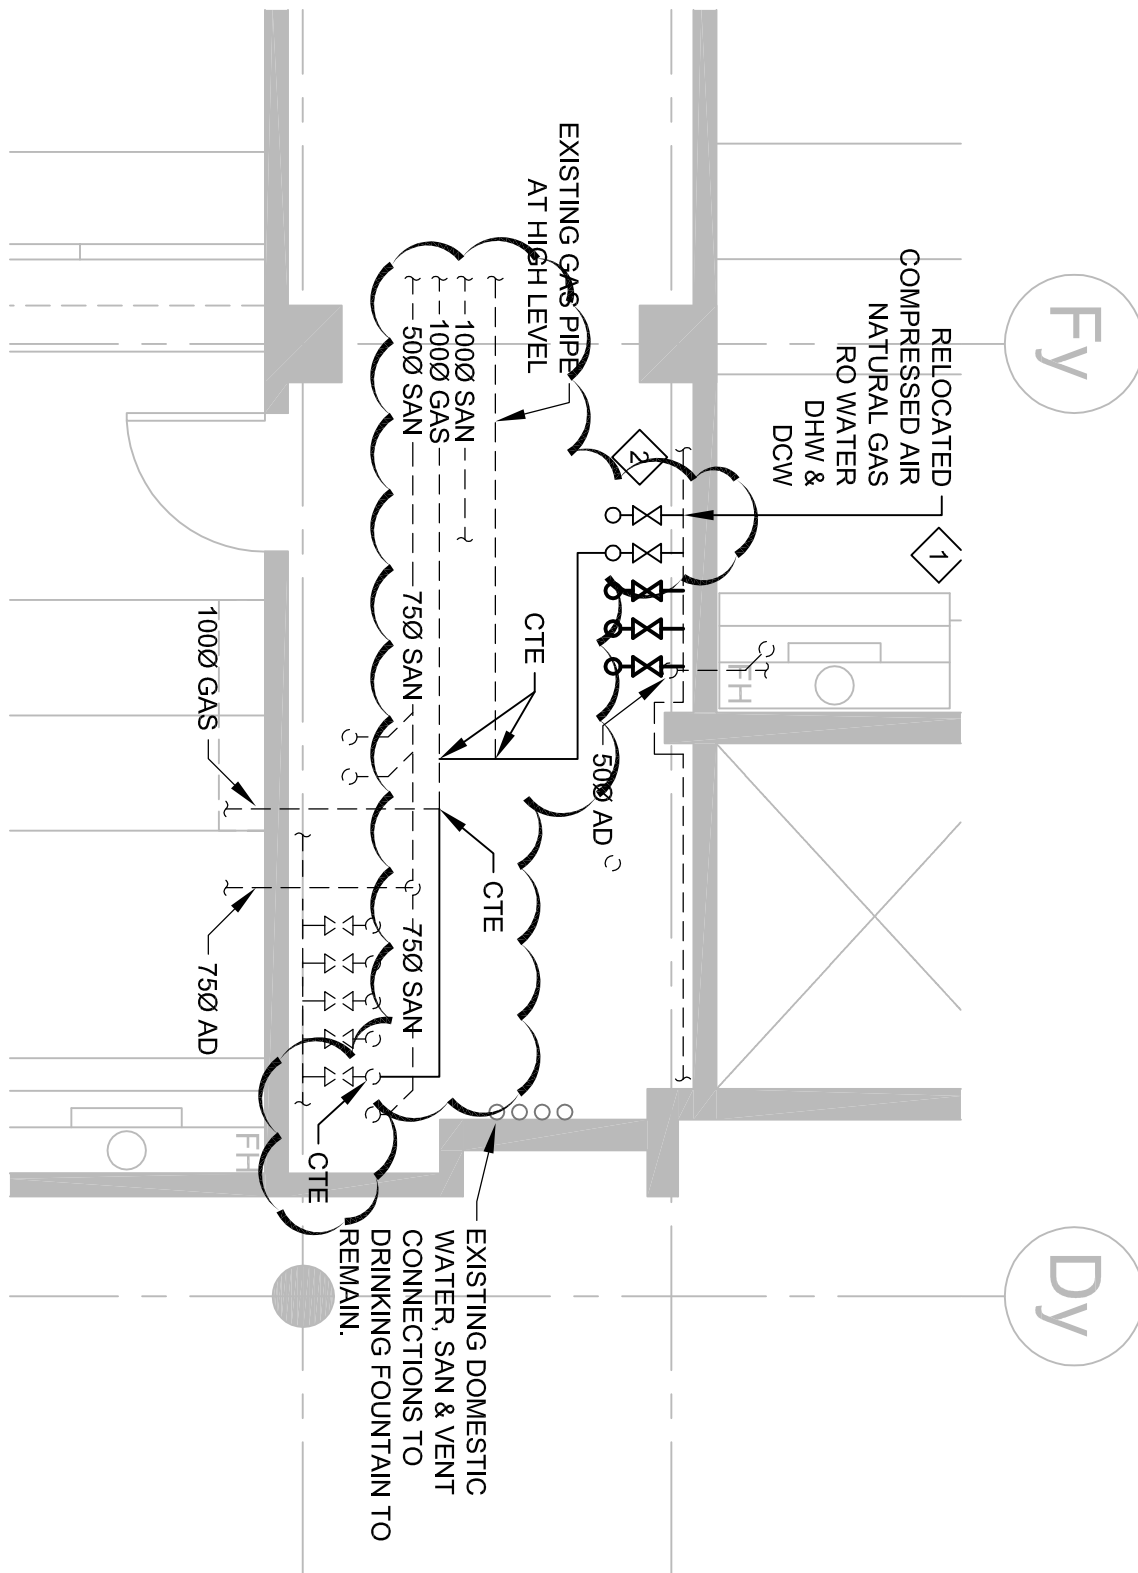 Fy
RELOCATED
COMPRESSED AIR
NATURAL GAS
RO WATER
DHW &
DCW
1
EXISTING GAS PIPE
AT HIGH LEVEL
2
100Ø SAN
100Ø GAS
50Ø SAN
75Ø SAN
CTE
FH
50Ø AD
100Ø GAS
CTE
75Ø AD
75Ø SAN
CTE
FH
EXISTING DOMESTIC
WATER, SAN & VENT
CONNECTIONS TO
DRINKING FOUNTAIN TO
REMAIN.
Dy